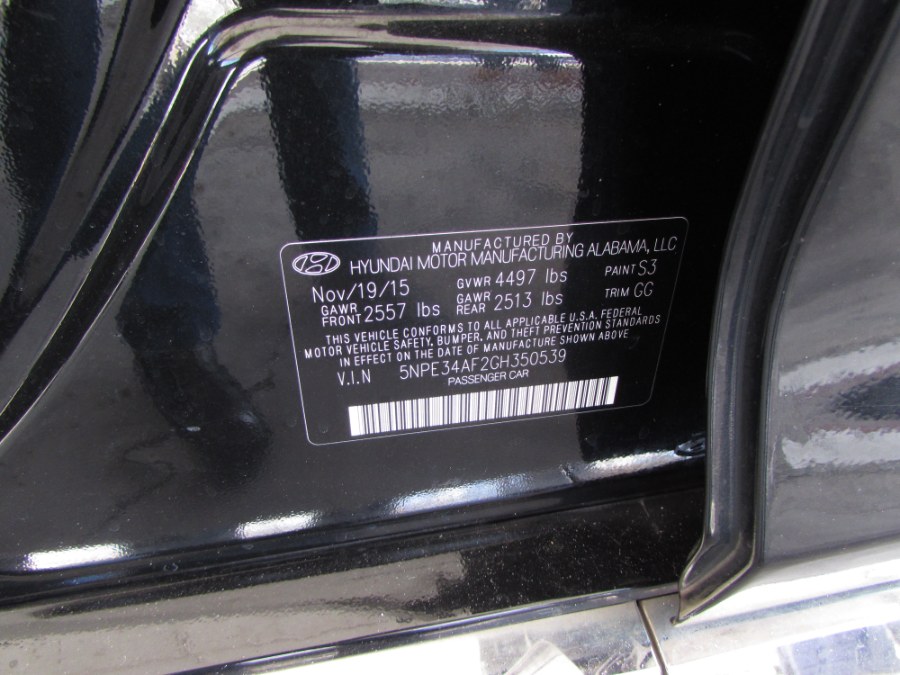 MANUFACTURED BY
HYUNDAI MOTOR MANUFACTURING ALABAMA, LLC
Nov/19/15 GVWR 4497 lbs PAINT S3
GAWR FRONT 2557 lbs GAWR REAR 2513 lbs TRIM GG
THIS VEHICLE CONFORMS TO ALL APPLICABLE U.S.A. FEDERAL
MOTOR VEHICLE SAFETY, BUMPER, AND THEFT PREVENTION STANDARDS
IN EFFECT ON THE DATE OF MANUFACTURE SHOWN ABOVE
V.I.N 5NPE34AF2GH350539
PASSENGER CAR